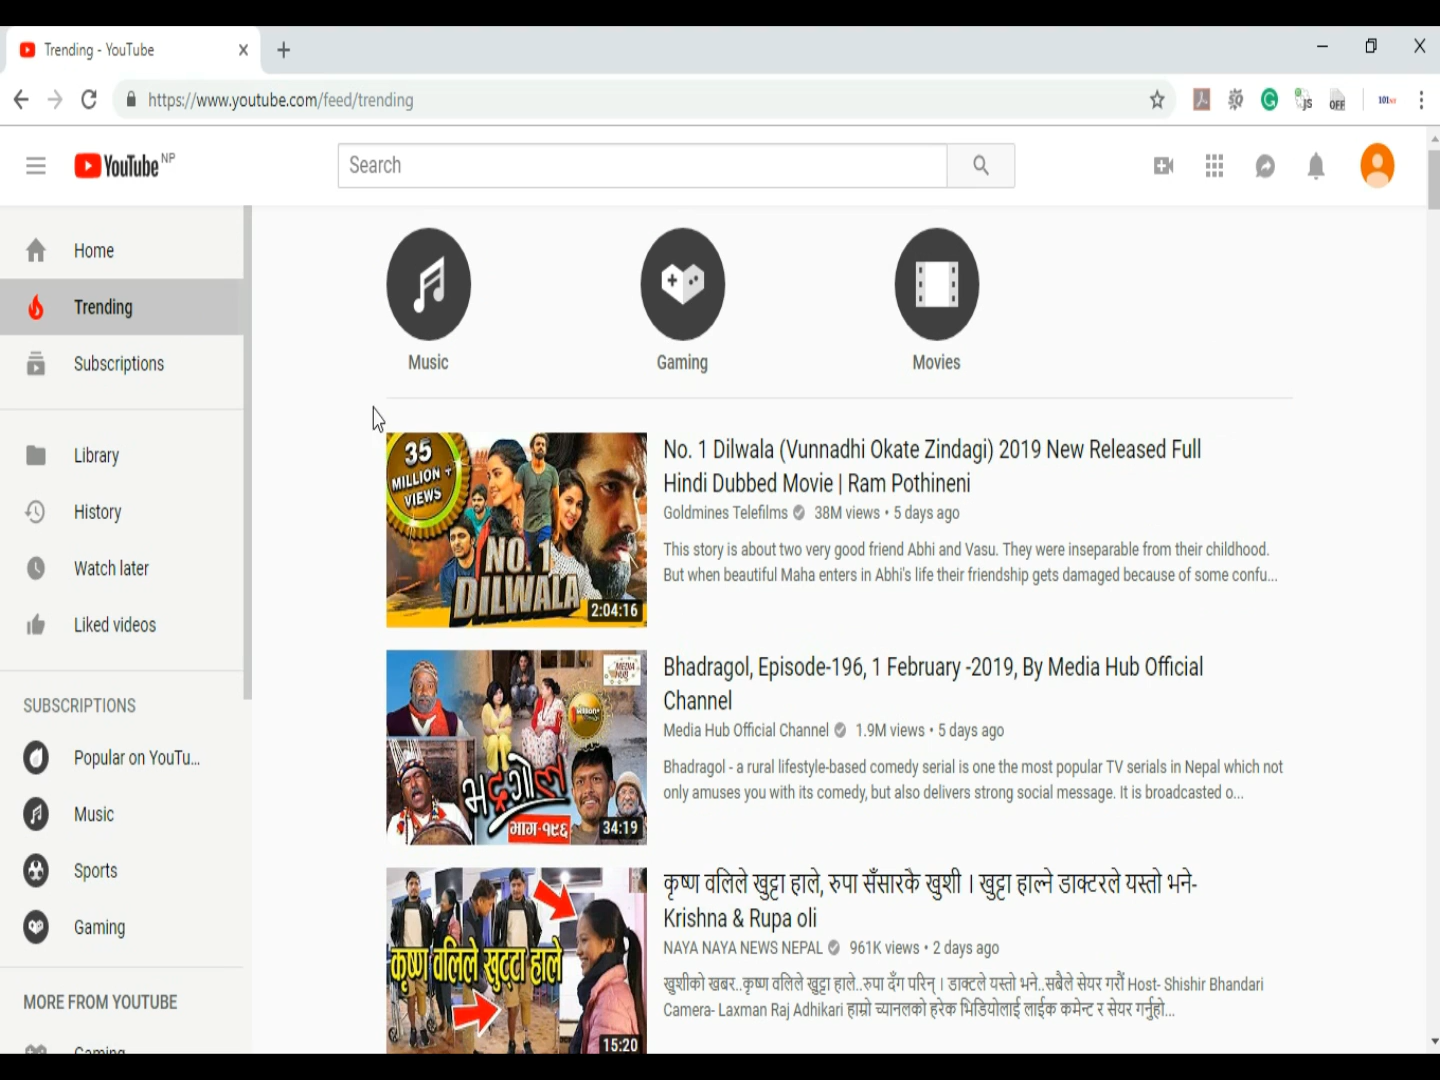 Trending - YouTube
https://www.youtube.com/feed/trending
JS
OFF
YouTube NP
Search
Home
Trending
Subscriptions
Library
History
Watch later
Liked videos
SUBSCRIPTIONS
Popular on YouTu...
Music
Sports
Gaming
MORE FROM YOUTUBE
Gaming
Music
Gaming
Movies
35
MILLION +
VIEWS
NO. 1
DILWALA
2:04:16
No. 1 Dilwala (Vunnadhi Okate Zindagi) 2019 New Released Full
Hindi Dubbed Movie | Ram Pothineni
Goldmines Telefilms 38M views • 5 days ago
This story is about two very good friend Abhi and Vasu. They were inseparable from their childhood.
But when beautiful Maha enters in Abhi's life their friendship gets damaged because of some confu...
MEDIA
HUB
भद्रगोल
भाग-१९६
34:19
Bhadragol, Episode-196, 1 February -2019, By Media Hub Official
Channel
Media Hub Official Channel 1.9M views • 5 days ago
Bhadragol - a rural lifestyle-based comedy serial is one the most popular TV serials in Nepal which not
only amuses you with its comedy, but also delivers strong social message. It is broadcasted o...
कृष्ण वलिले खुट्टा हाले
15:20
कृष्ण वलिले खुट्टा हाले, रुपा सँसारकै खुशी । खुट्टा हाल्ने डाक्टरले यस्तो भने-
Krishna & Rupa oli
NAYA NAYA NEWS NEPAL 961K views • 2 days ago
खुशीको खबर..कृष्ण वलिले खुट्टा हाले..रुपा दँग परिन् । डाक्टले यस्तो भने..सबैले सेयर गरौं Host- Shishir Bhandari
Camera- Laxman Raj Adhikari हाम्रो च्यानलको हरेक भिडियोलाई लाईक कमेन्ट र सेयर गर्नुहो...